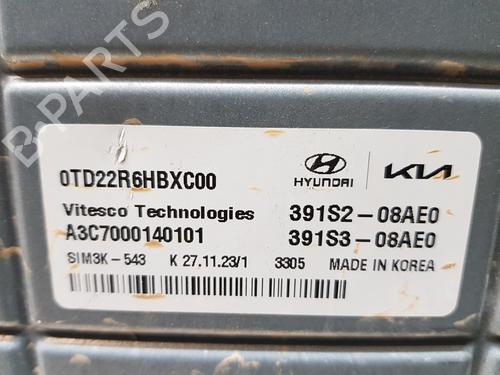 0TD22R6HBXC00
HYUNDAI KIA
Vitesco Technologies 391S2-08AE0
A3C7000140101 391S3-08AE0
SIM3K-543 K 27.11.23/1 3305 MADE IN KOREA
B-PARTS